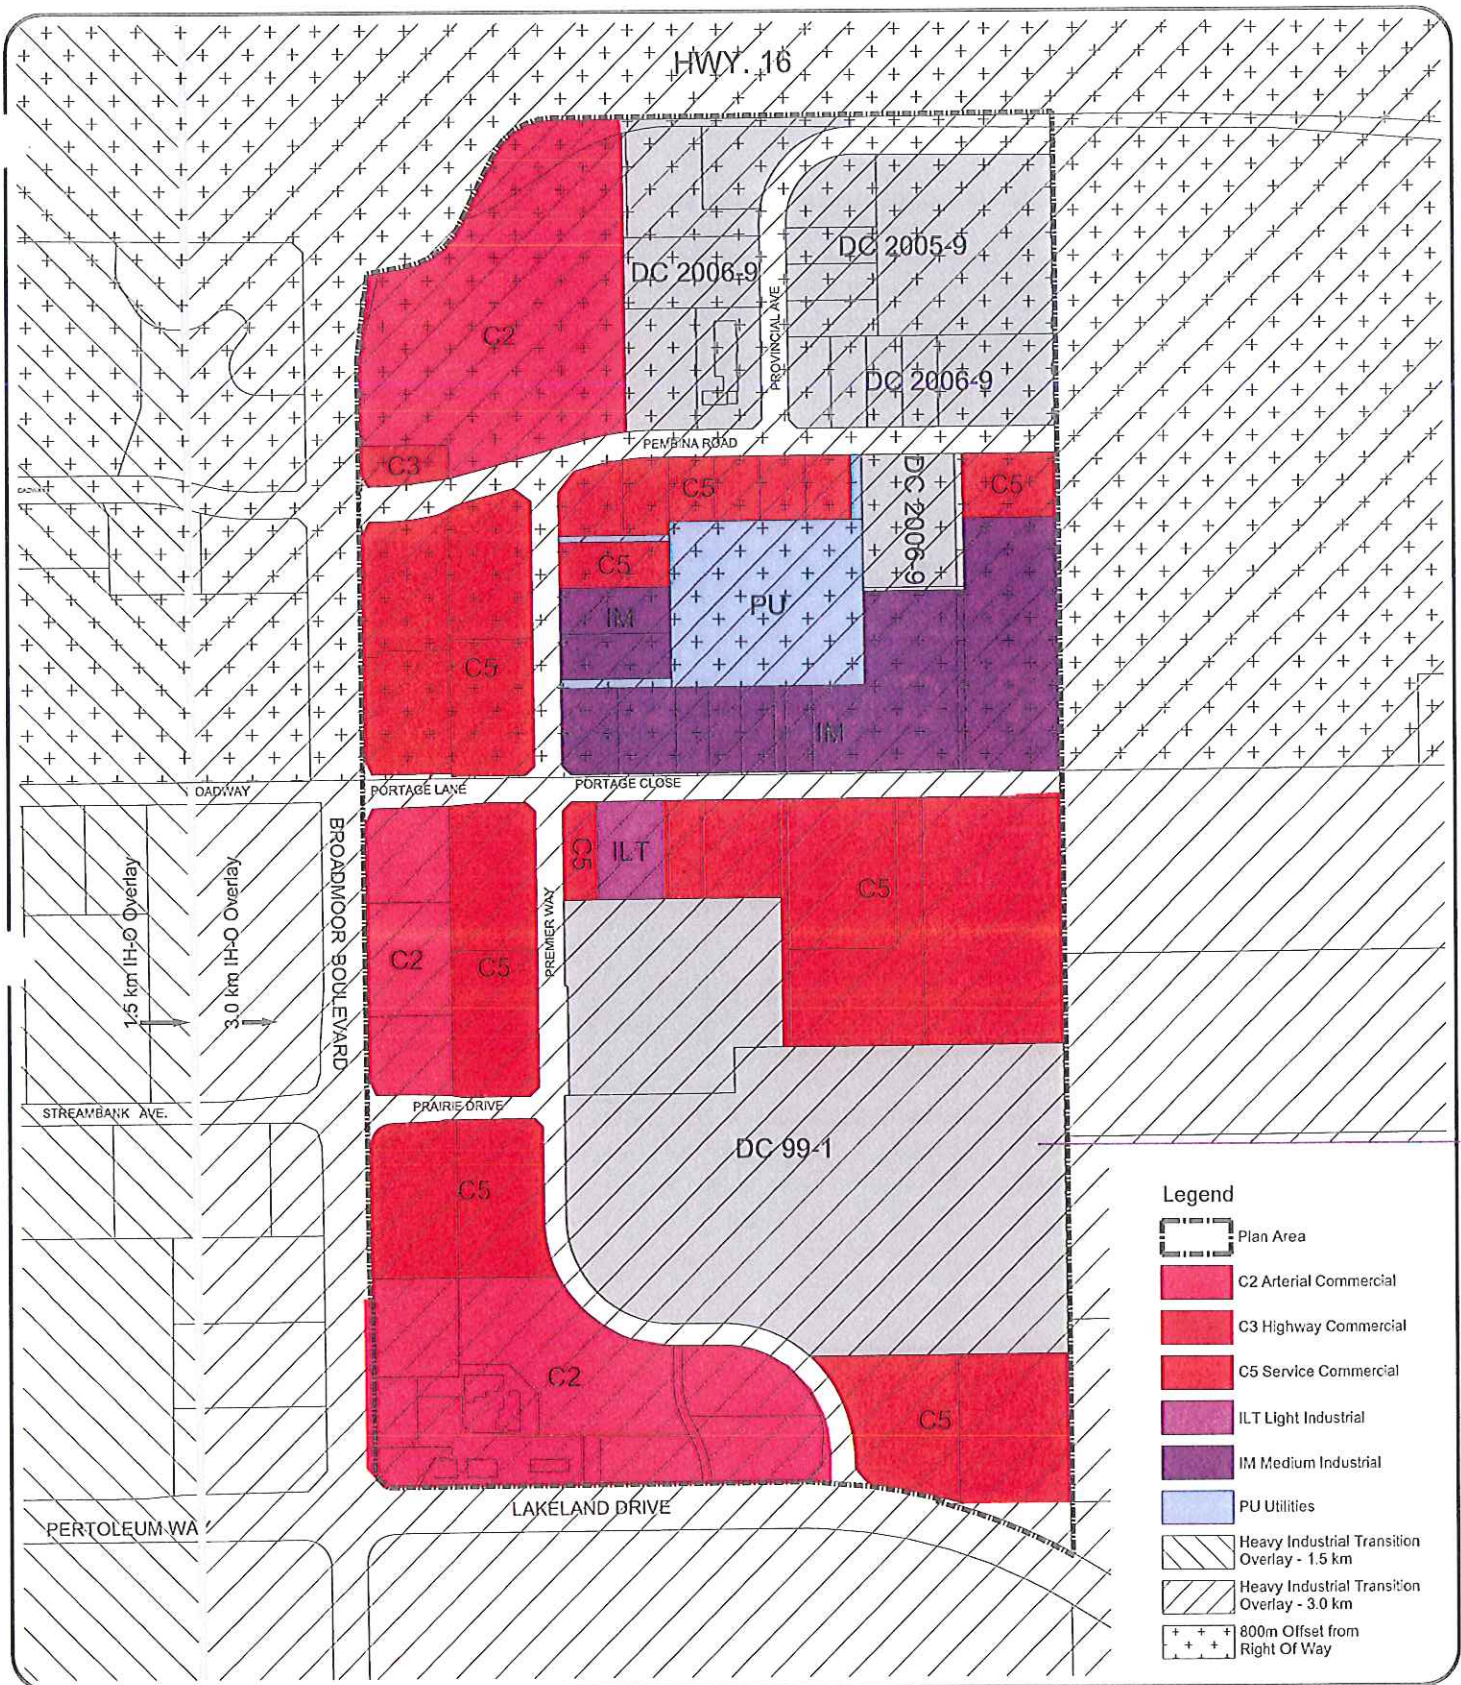 HWY. 16
DC 2005-9
DC 2006-9
C2
PROVINCIAL AVE
DC 2006-9
PEMBINA ROAD
C3
C5
C5
DC 2006-9
C5
IM
PU
C5
IM
OADWAY
PORTAGE LANE
PORTAGE CLOSE
BROADMOOR BOULEVARD
C5
ILT
C5
1.5 km IH-O Overlay
3.0 km IH-O Overlay
PREMIER WAY
C2
C5
STREAMBANK AVE.
PRAIRIE DRIVE
DC 99-1
C5
C2
C5
LAKELAND DRIVE
PERTOLEUM WA
Legend
Plan Area
C2 Arterial Commercial
C3 Highway Commercial
C5 Service Commercial
ILT Light Industrial
IM Medium Industrial
PU Utilities
Heavy Industrial Transition
Overlay - 1.5 km
Heavy Industrial Transition
Overlay - 3.0 km
800m Offset from
Right Of Way